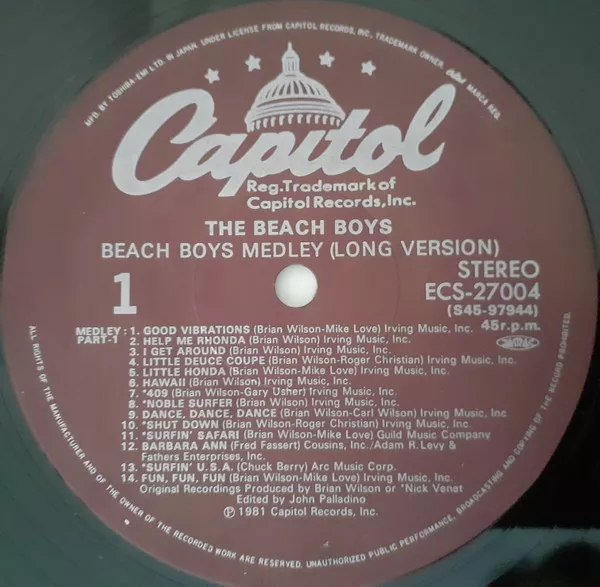 MFD. BY TOSHIBA-EMI LTD. IN JAPAN. UNDER LICENSE FROM CAPITOL RECORDS, INC., TRADEMARK OWNER. Capitol MARCA REG.
Capitol
Reg. Trademark of
Capitol Records, Inc.
THE BEACH BOYS
BEACH BOYS MEDLEY (LONG VERSION)
1
STEREO
ECS-27004
(S45-97944)
45 r.p.m.
MEDLEY: 1. GOOD VIBRATIONS (Brian Wilson-Mike Love) Irving Music, Inc.
PART-1 2. HELP ME RHONDA (Brian Wilson) Irving Music, Inc.
3. I GET AROUND (Brian Wilson) Irving Music, Inc.
4. LITTLE DEUCE COUPE (Brian Wilson-Roger Christian) Irving Music, Inc.
5. LITTLE HONDA (Brian Wilson-Mike Love) Irving Music, Inc.
6. HAWAII (Brian Wilson) Irving Music, Inc.
7. *409 (Brian Wilson-Gary Usher) Irving Music, Inc.
8. *NOBLE SURFER (Brian Wilson) Irving Music, Inc.
9. DANCE, DANCE, DANCE (Brian Wilson-Carl Wilson) Irving Music, Inc.
10. *SHUT DOWN (Brian Wilson-Roger Christian) Irving Music, Inc.
11. *SURFIN' SAFARI (Brian Wilson-Mike Love) Guild Music Company
12. BARBARA ANN (Fred Fassert) Cousins, Inc./Adam R. Levy &
Fathers Enterprises, Inc.
13. *SURFIN' U.S.A. (Chuck Berry) Arc Music Corp.
14. FUN, FUN, FUN (Brian Wilson-Mike Love) Irving Music, Inc.
Original Recordings Produced by Brian Wilson or *Nick Venet
Edited by John Palladino
℗ 1981 Capitol Records, Inc.
ALL RIGHTS OF THE MANUFACTURER AND OF THE OWNER OF THE RECORDED WORK ARE RESERVED. UNAUTHORIZED PUBLIC PERFORMANCE, BROADCASTING AND COPYING OF THE RECORD PROHIBITED.